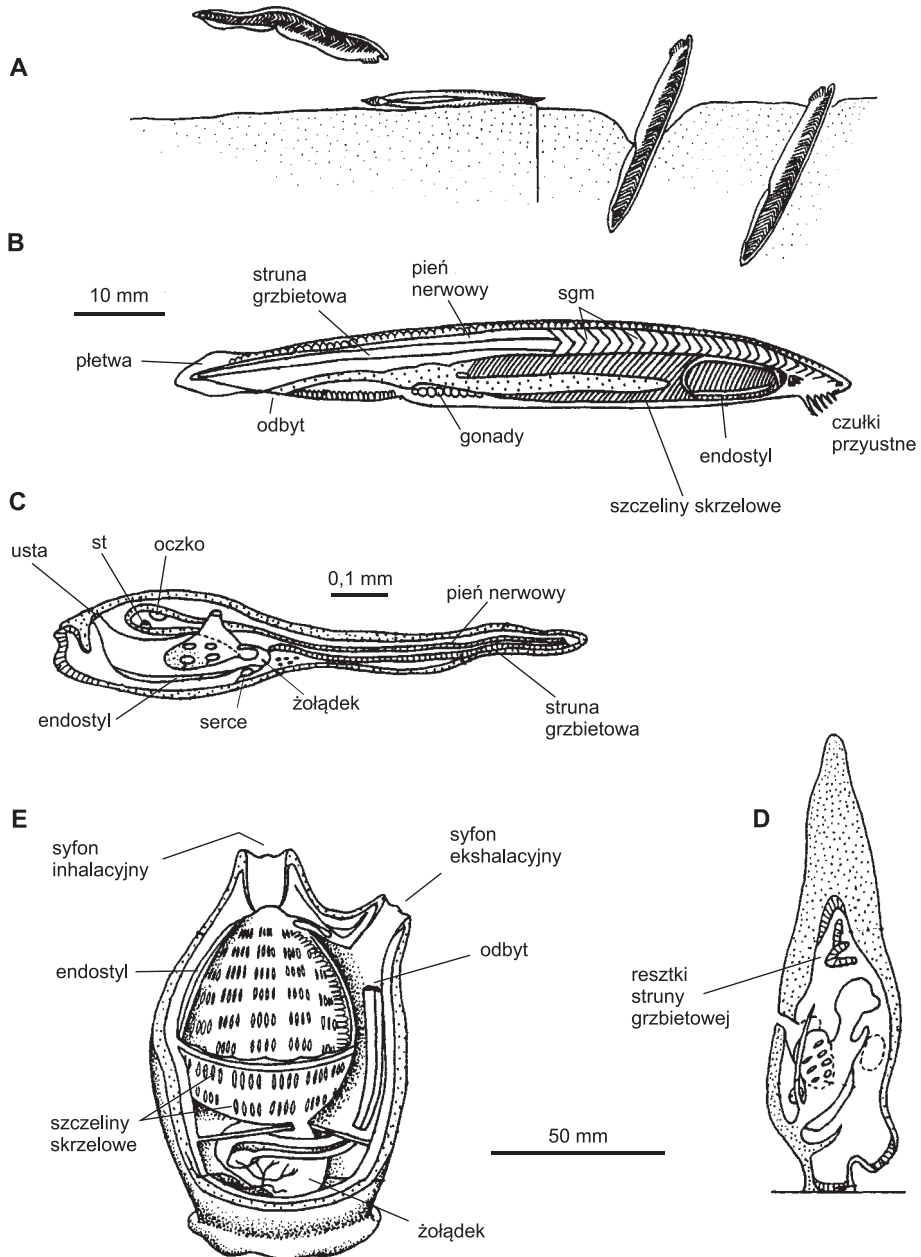 A
B
10 mm
struna
grzbietowa
pień
nerwowy
sgm
płetwa
odbyt
gonady
endostyl
czułki
przyustne
szczeliny skrzelowe
C
usta
st
oczko
0,1 mm
pień nerwowy
endostyl
serce
żołądek
struna
grzbietowa
E
syfon
inhalacyjny
syfon
ekshalacyjny
endostyl
odbyt
szczeliny
skrzelowe
50 mm
żołądek
D
resztki
struny
grzbietowej